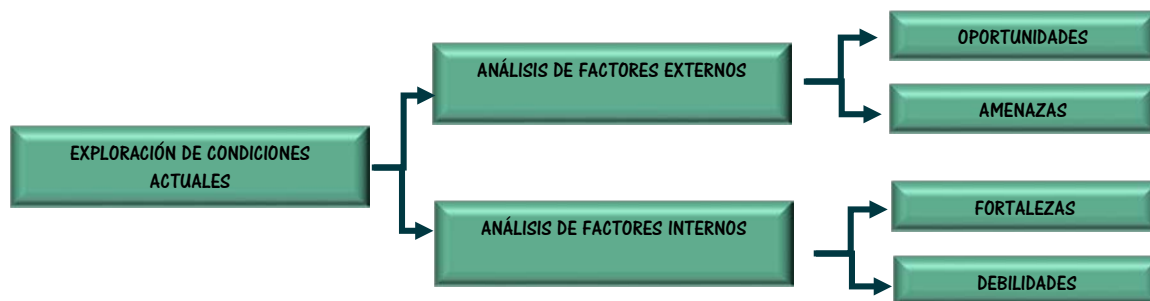 EXPLORACIÓN DE CONDICIONES
ACTUALES
ANÁLISIS DE FACTORES EXTERNOS
OPORTUNIDADES
AMENAZAS
ANÁLISIS DE FACTORES INTERNOS
FORTALEZAS
DEBILIDADES